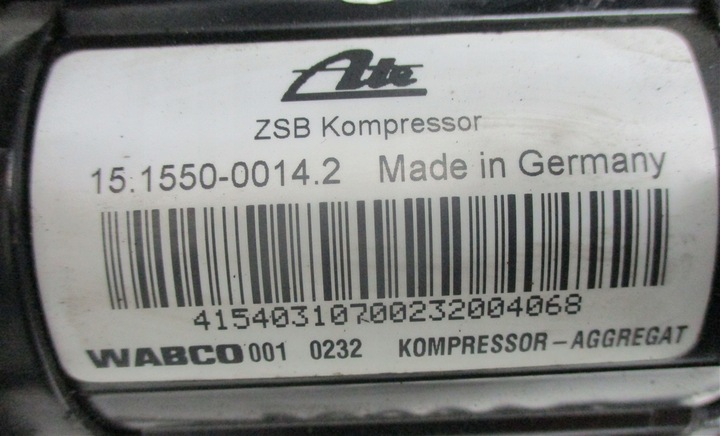 Ate
ZSB Kompressor
15.1550-0014.2 Made in Germany
41540310700232004068
WABCO 001 0232 KOMPRESSOR-AGGREGAT